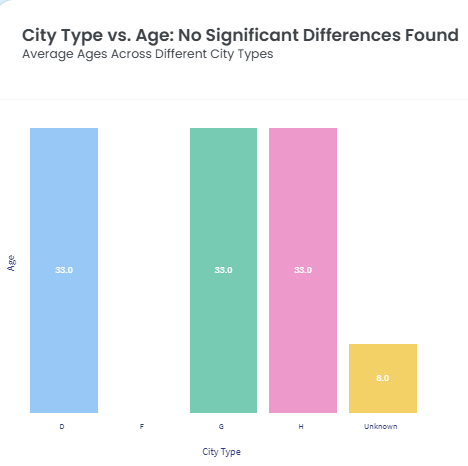 City Type vs. Age: No Significant Differences Found
Average Ages Across Different City Types
Age
33.0
33.0
33.0
8.0
D
F
G
H
Unknown
City Type